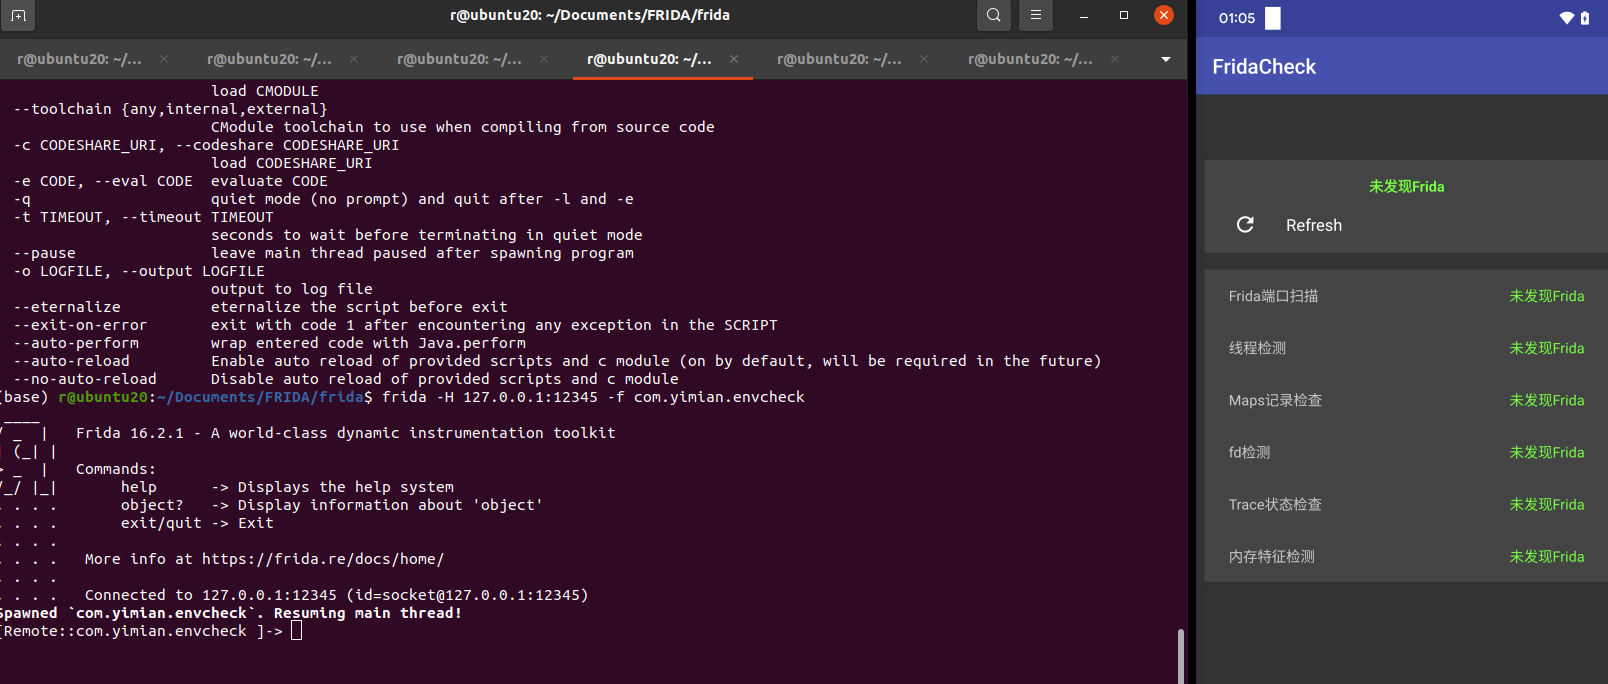 r@ubuntu20: ~/Documents/FRIDA/frida
r@ubuntu20: ~/... × r@ubuntu20: ~/... × r@ubuntu20: ~/... × r@ubuntu20: ~/... × r@ubuntu20: ~/... × r@ubuntu20: ~/... ×
load CMODULE
--toolchain {any,internal,external}
CModule toolchain to use when compiling from source code
-c CODESHARE_URI, --codeshare CODESHARE_URI
load CODESHARE_URI
-e CODE, --eval CODE  evaluate CODE
-q                    quiet mode (no prompt) and quit after -l and -e
-t TIMEOUT, --timeout TIMEOUT
seconds to wait before terminating in quiet mode
--pause               leave main thread paused after spawning program
-o LOGFILE, --output LOGFILE
output to log file
--eternalize          eternalize the script before exit
--exit-on-error       exit with code 1 after encountering any exception in the SCRIPT
--auto-perform        wrap entered code with Java.perform
--auto-reload         Enable auto reload of provided scripts and c module (on by default, will be required in the future)
--no-auto-reload      Disable auto reload of provided scripts and c module
(base) r@ubuntu20:~/Documents/FRIDA/frida$ frida -H 127.0.0.1:12345 -f com.yimian.envcheck
____
/ _  |   Frida 16.2.1 - A world-class dynamic instrumentation toolkit
| (_| |
> _  |   Commands:
/_/ |_|       help      -> Displays the help system
. . . .       object?   -> Display information about 'object'
. . . .       exit/quit -> Exit
. . . .
. . . .   More info at https://frida.re/docs/home/
. . . .
. . . .   Connected to 127.0.0.1:12345 (id=socket@127.0.0.1:12345)
Spawned `com.yimian.envcheck`. Resuming main thread!
[Remote::com.yimian.envcheck ]->
01:05
FridaCheck
未发现Frida
Refresh
Frida端口扫描 未发现Frida
线程检测 未发现Frida
Maps记录检查 未发现Frida
fd检测 未发现Frida
Trace状态检查 未发现Frida
内存特征检测 未发现Frida